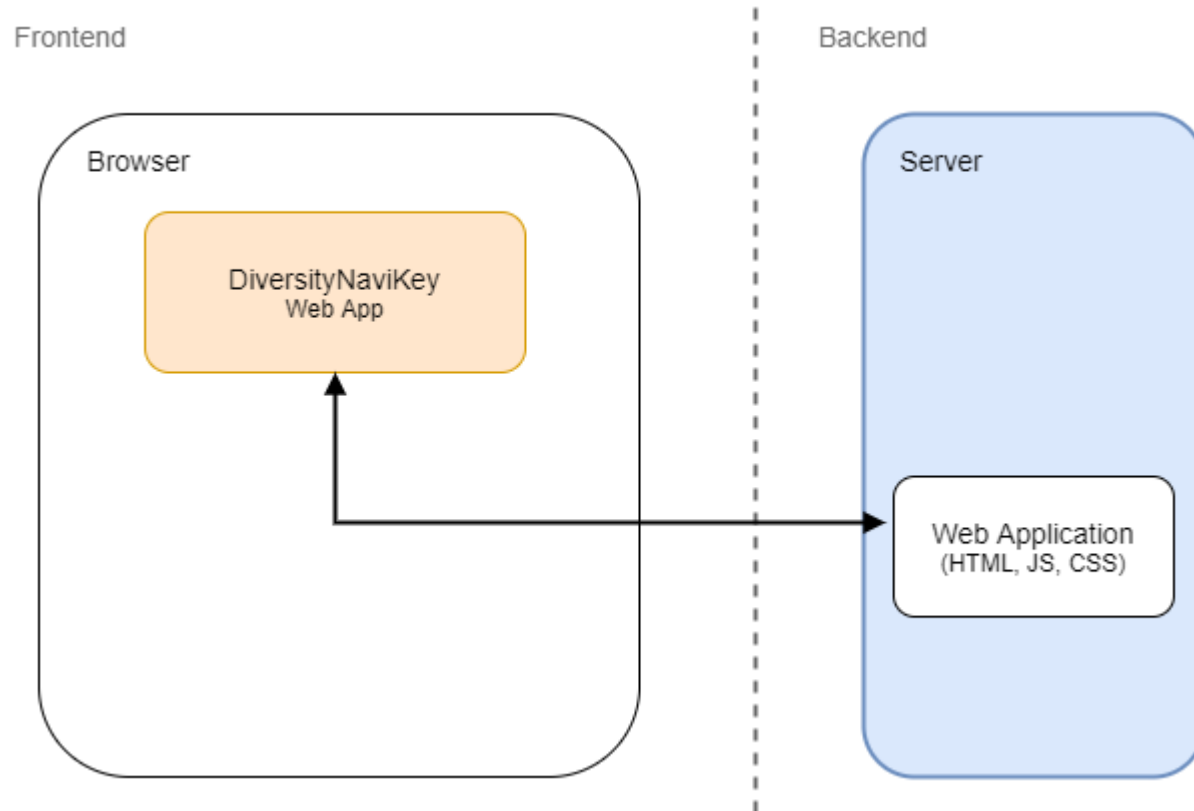 Frontend
Backend
Browser
Server
DiversityNaviKey
Web App
Web Application
(HTML, JS, CSS)